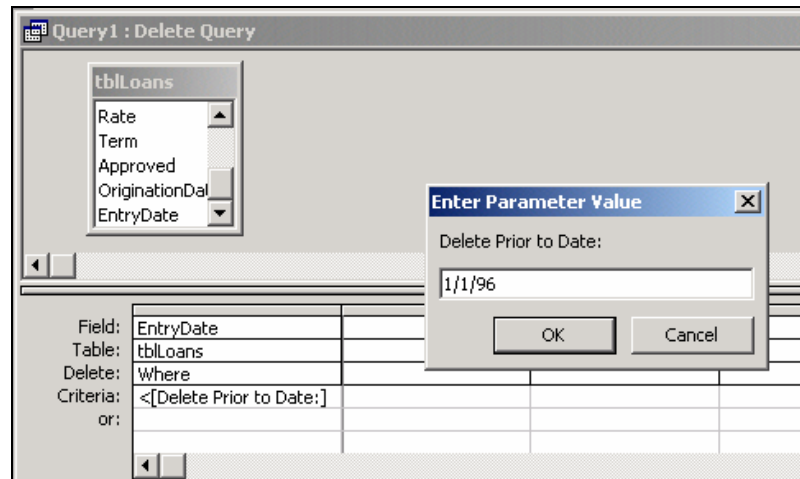 Query1 : Delete Query
tblLoans
Rate
Term
Approved
OriginationDat
EntryDate
Enter Parameter Value
Delete Prior to Date:
1/1/96
OK Cancel
Field: EntryDate
Table: tblLoans
Delete: Where
Criteria: <[Delete Prior to Date:]
or: